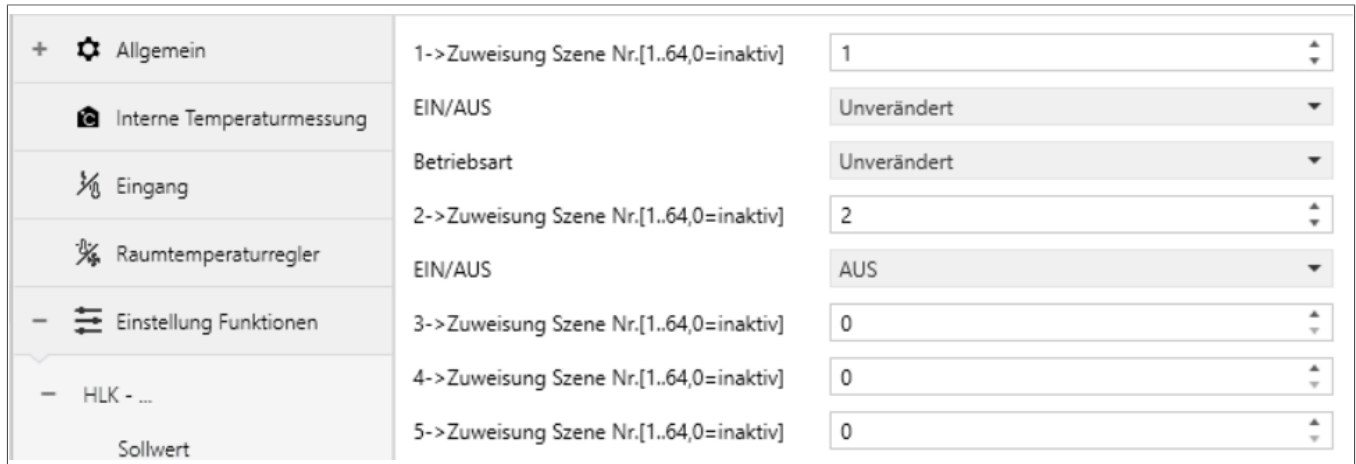 Allgemein
Interne Temperaturmessung
Eingang
Raumtemperaturregler
Einstellung Funktionen
HLK - ...
Sollwert
1->Zuweisung Szene Nr.[1..64,0=inaktiv] 1
EIN/AUS Unverändert
Betriebsart Unverändert
2->Zuweisung Szene Nr.[1..64,0=inaktiv] 2
EIN/AUS AUS
3->Zuweisung Szene Nr.[1..64,0=inaktiv] 0
4->Zuweisung Szene Nr.[1..64,0=inaktiv] 0
5->Zuweisung Szene Nr.[1..64,0=inaktiv] 0